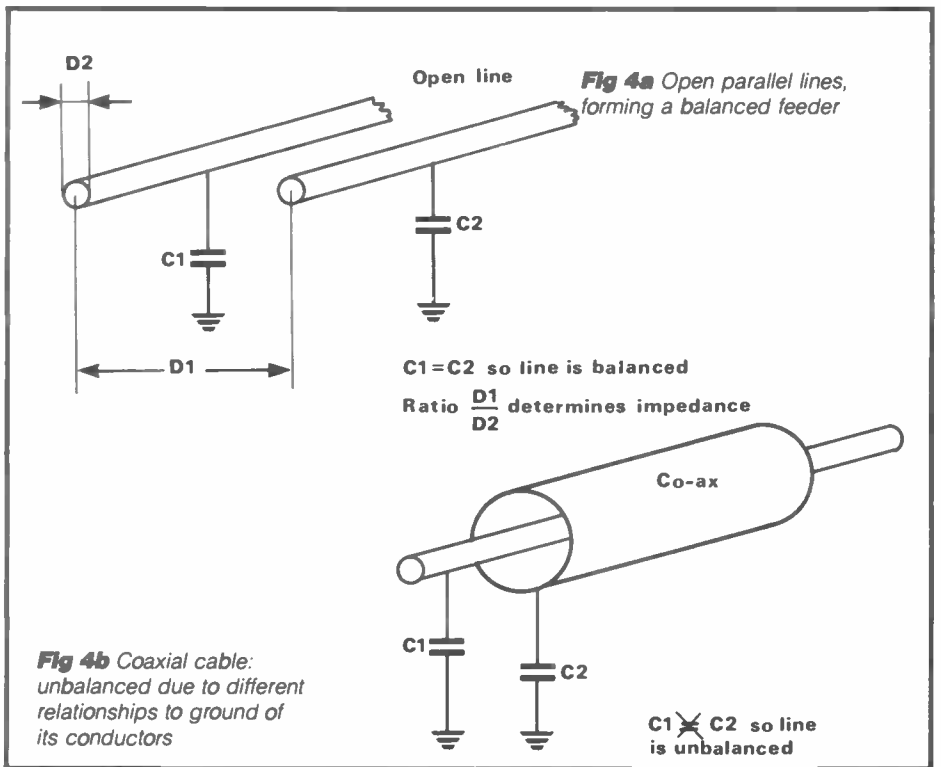 D2
Open line
Fig 4a Open parallel lines,
forming a balanced feeder
C1
C2
D1
C1=C2 so line is balanced
Ratio D1/D2 determines impedance
Co-ax
C1
C2
Fig 4b Coaxial cable:
unbalanced due to different
relationships to ground of
its conductors
C1 ≠ C2 so line
is unbalanced